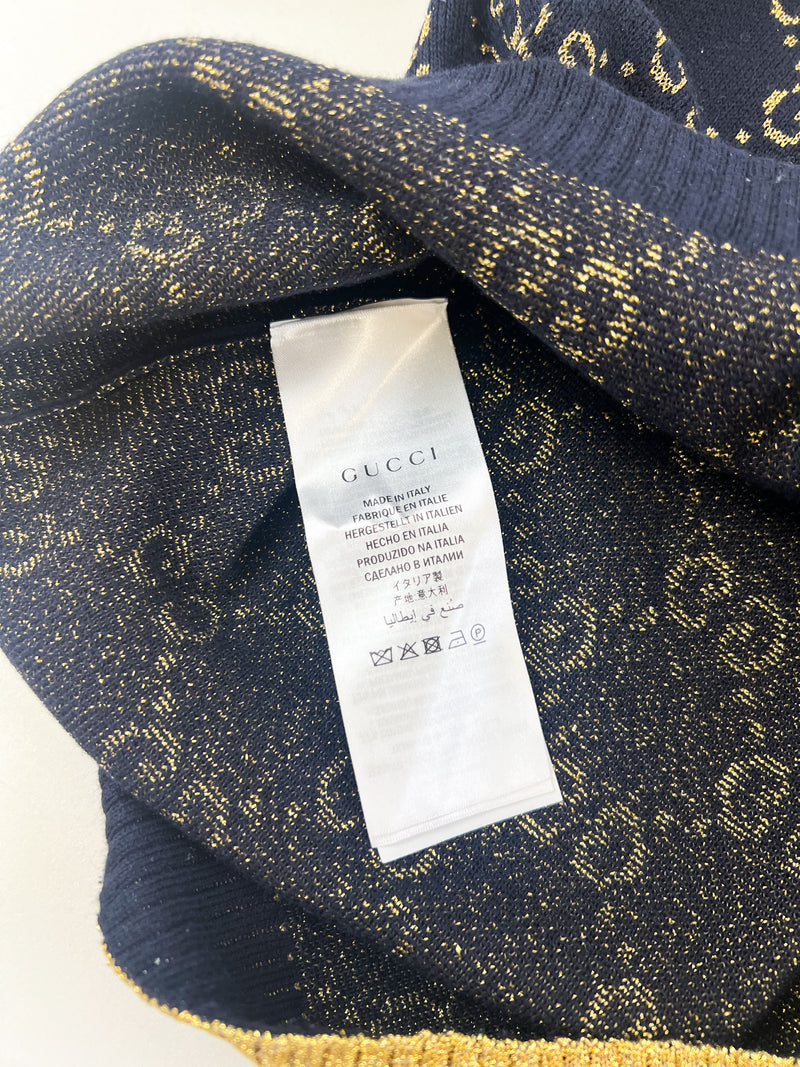 GUCCI
MADE IN ITALY
FABRIQUE EN ITALIE
HERGESTELLT IN ITALIEN
HECHO EN ITALIA
PRODUZIDO NA ITALIA
СДЕЛАНО В ИТАЛИИ
イタリア製
产地:意大利
صُنع في إيطاليا
P